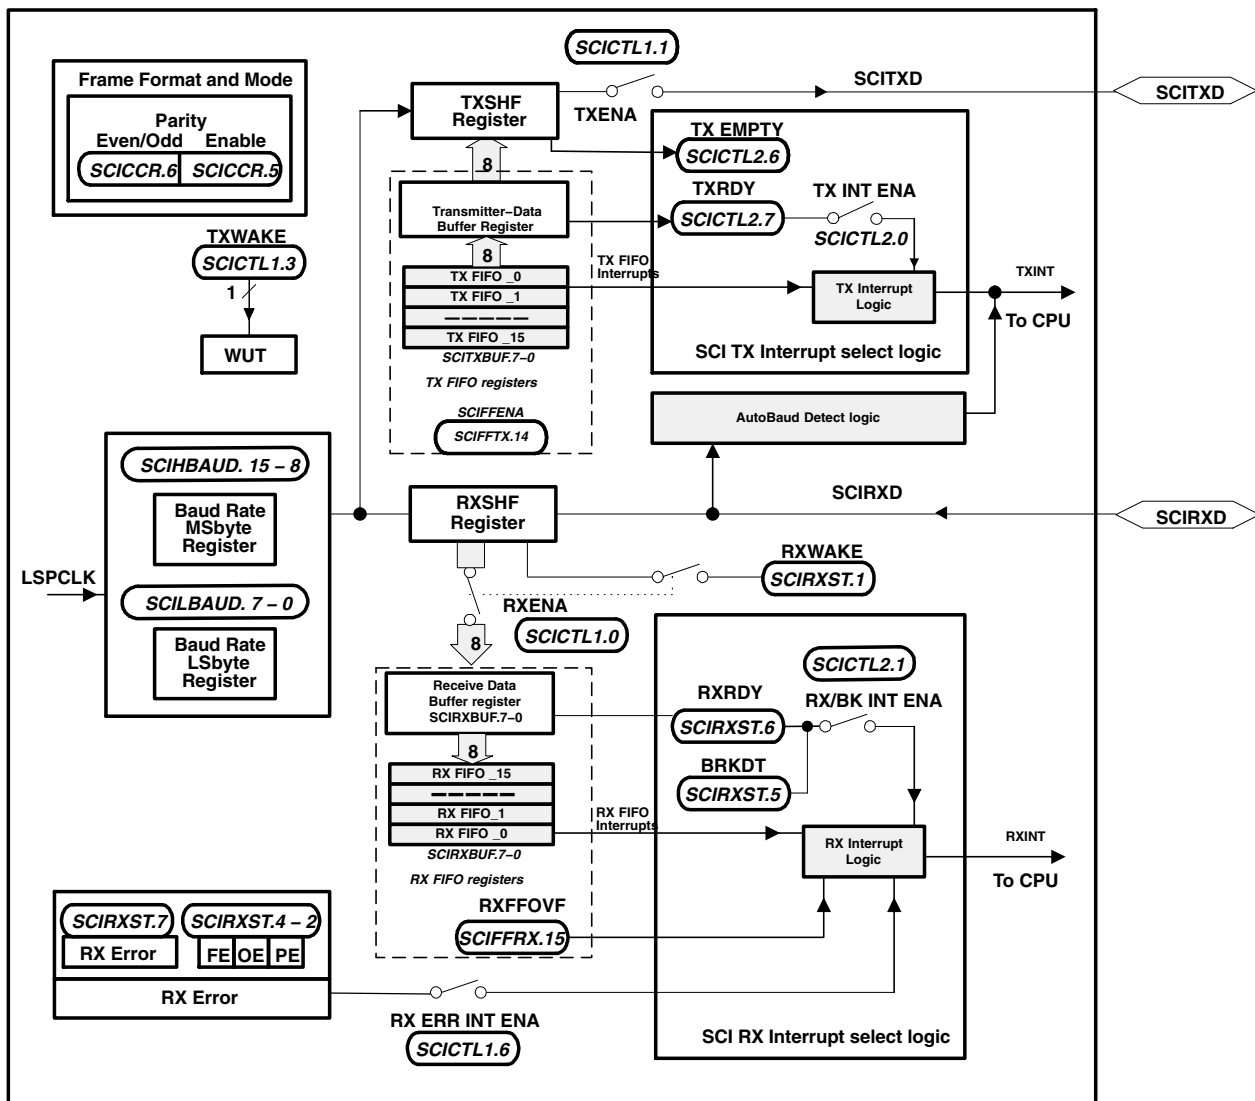 SCICTL1.1
Frame Format and Mode
Parity
Even/Odd Enable
SCICCR.6 SCICCR.5
TXSHF
Register
TXENA
SCITXD
SCITXD
TX EMPTY
SCICTL2.6
8
Transmitter–Data
Buffer Register
TXRDY
SCICTL2.7
TX INT ENA
SCICTL2.0
TXWAKE
SCICTL1.3
1
WUT
8
TX FIFO _0
TX FIFO _1
– – – – –
TX FIFO _15
SCITXBUF.7–0
TX FIFO registers
SCIFFENA
SCIFFTX.14
TX FIFO
Interrupts
TX Interrupt
Logic
TXINT
To CPU
SCI TX Interrupt select logic
AutoBaud Detect logic
SCIHBAUD. 15 – 8
Baud Rate
MSbyte
Register
LSPCLK
SCILBAUD. 7 – 0
Baud Rate
LSbyte
Register
RXSHF
Register
SCIRXD
SCIRXD
RXWAKE
SCIRXST.1
RXENA
SCICTL1.0
8
Receive Data
Buffer register
SCIRXBUF.7–0
8
RX FIFO _15
– – – – –
RX FIFO_1
RX FIFO _0
SCIRXBUF.7–0
RX FIFO registers
SCICTL2.1
RXRDY
SCIRXST.6
RX/BK INT ENA
BRKDT
SCIRXST.5
RX FIFO
Interrupts
RX Interrupt
Logic
RXINT
To CPU
RXFFOVF
SCIFFRX.15
SCIRXST.7 SCIRXST.4 – 2
RX Error FE OE PE
RX Error
RX ERR INT ENA
SCICTL1.6
SCI RX Interrupt select logic